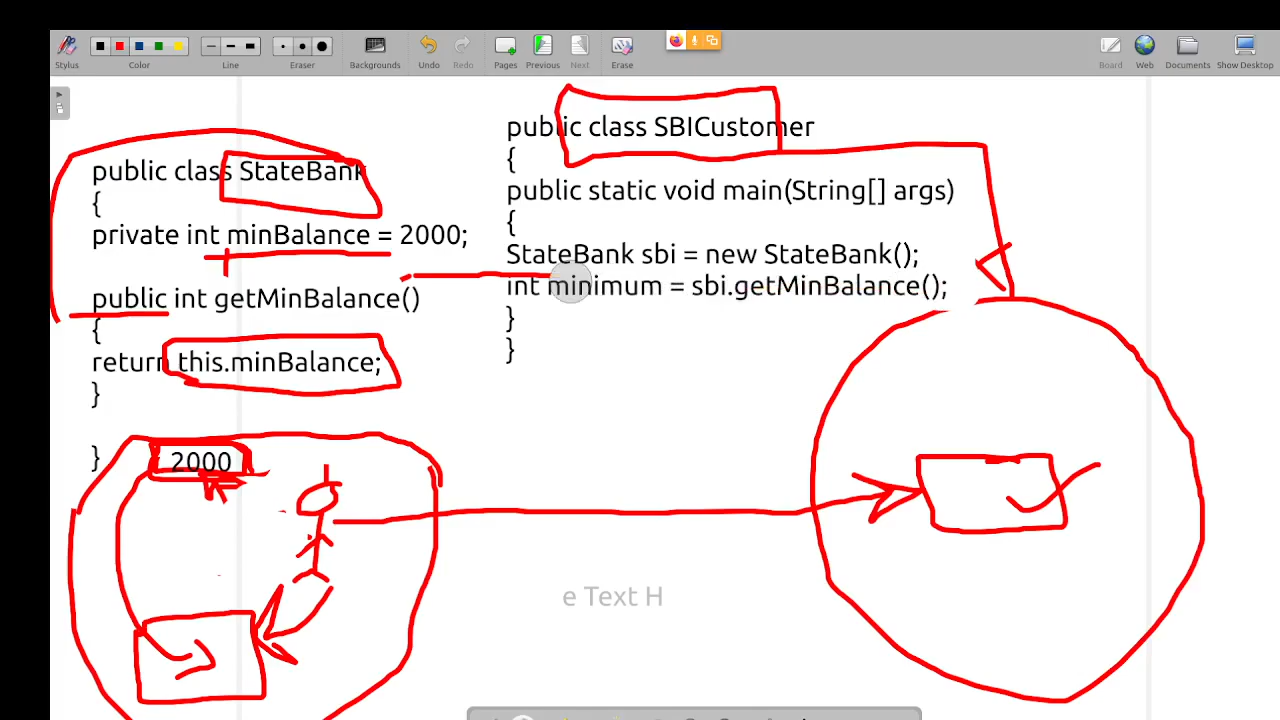 Stylus
Color
Line
Eraser
Backgrounds
Undo
Redo
Pages
Previous
Next
Erase
Board
Web
Documents
Show Desktop
public class StateBank
{
private int minBalance = 2000;
public int getMinBalance()
{
return this.minBalance;
}
}
2000
public class SBICustomer
{
public static void main(String[] args)
{
StateBank sbi = new StateBank();
int minimum = sbi.getMinBalance();
}
}
e Text H